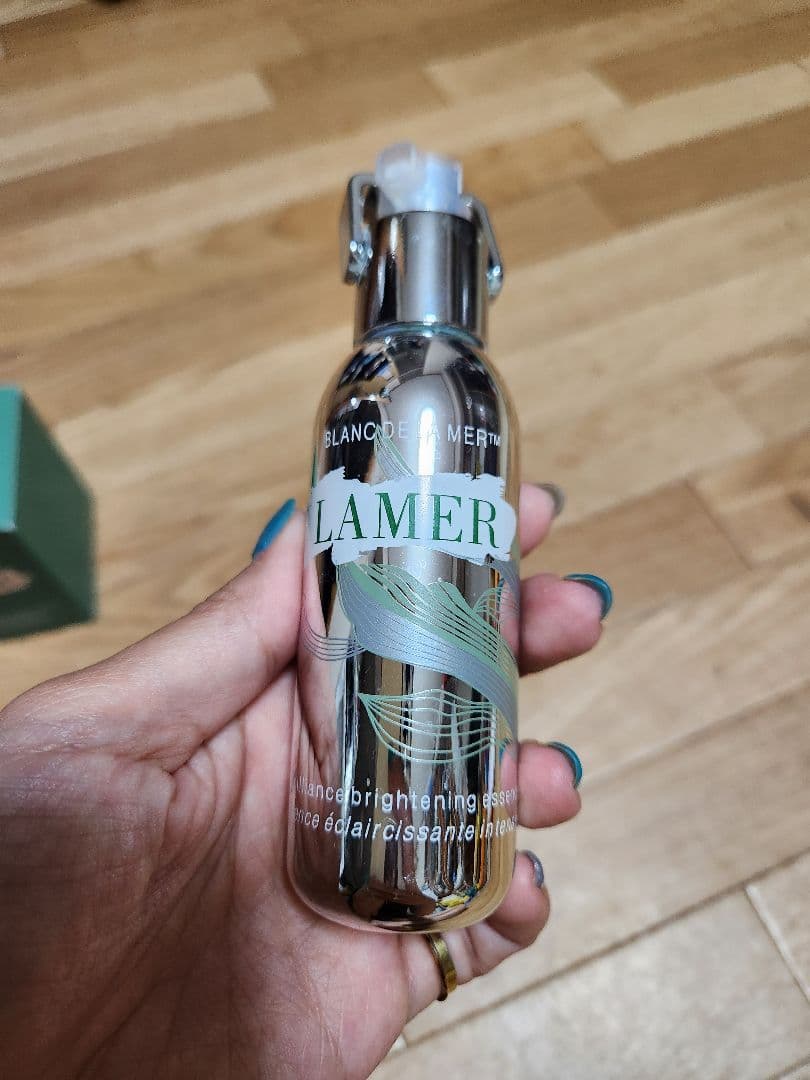 BLANC DE LA MER™
LA MER
brightening
éclaircissante